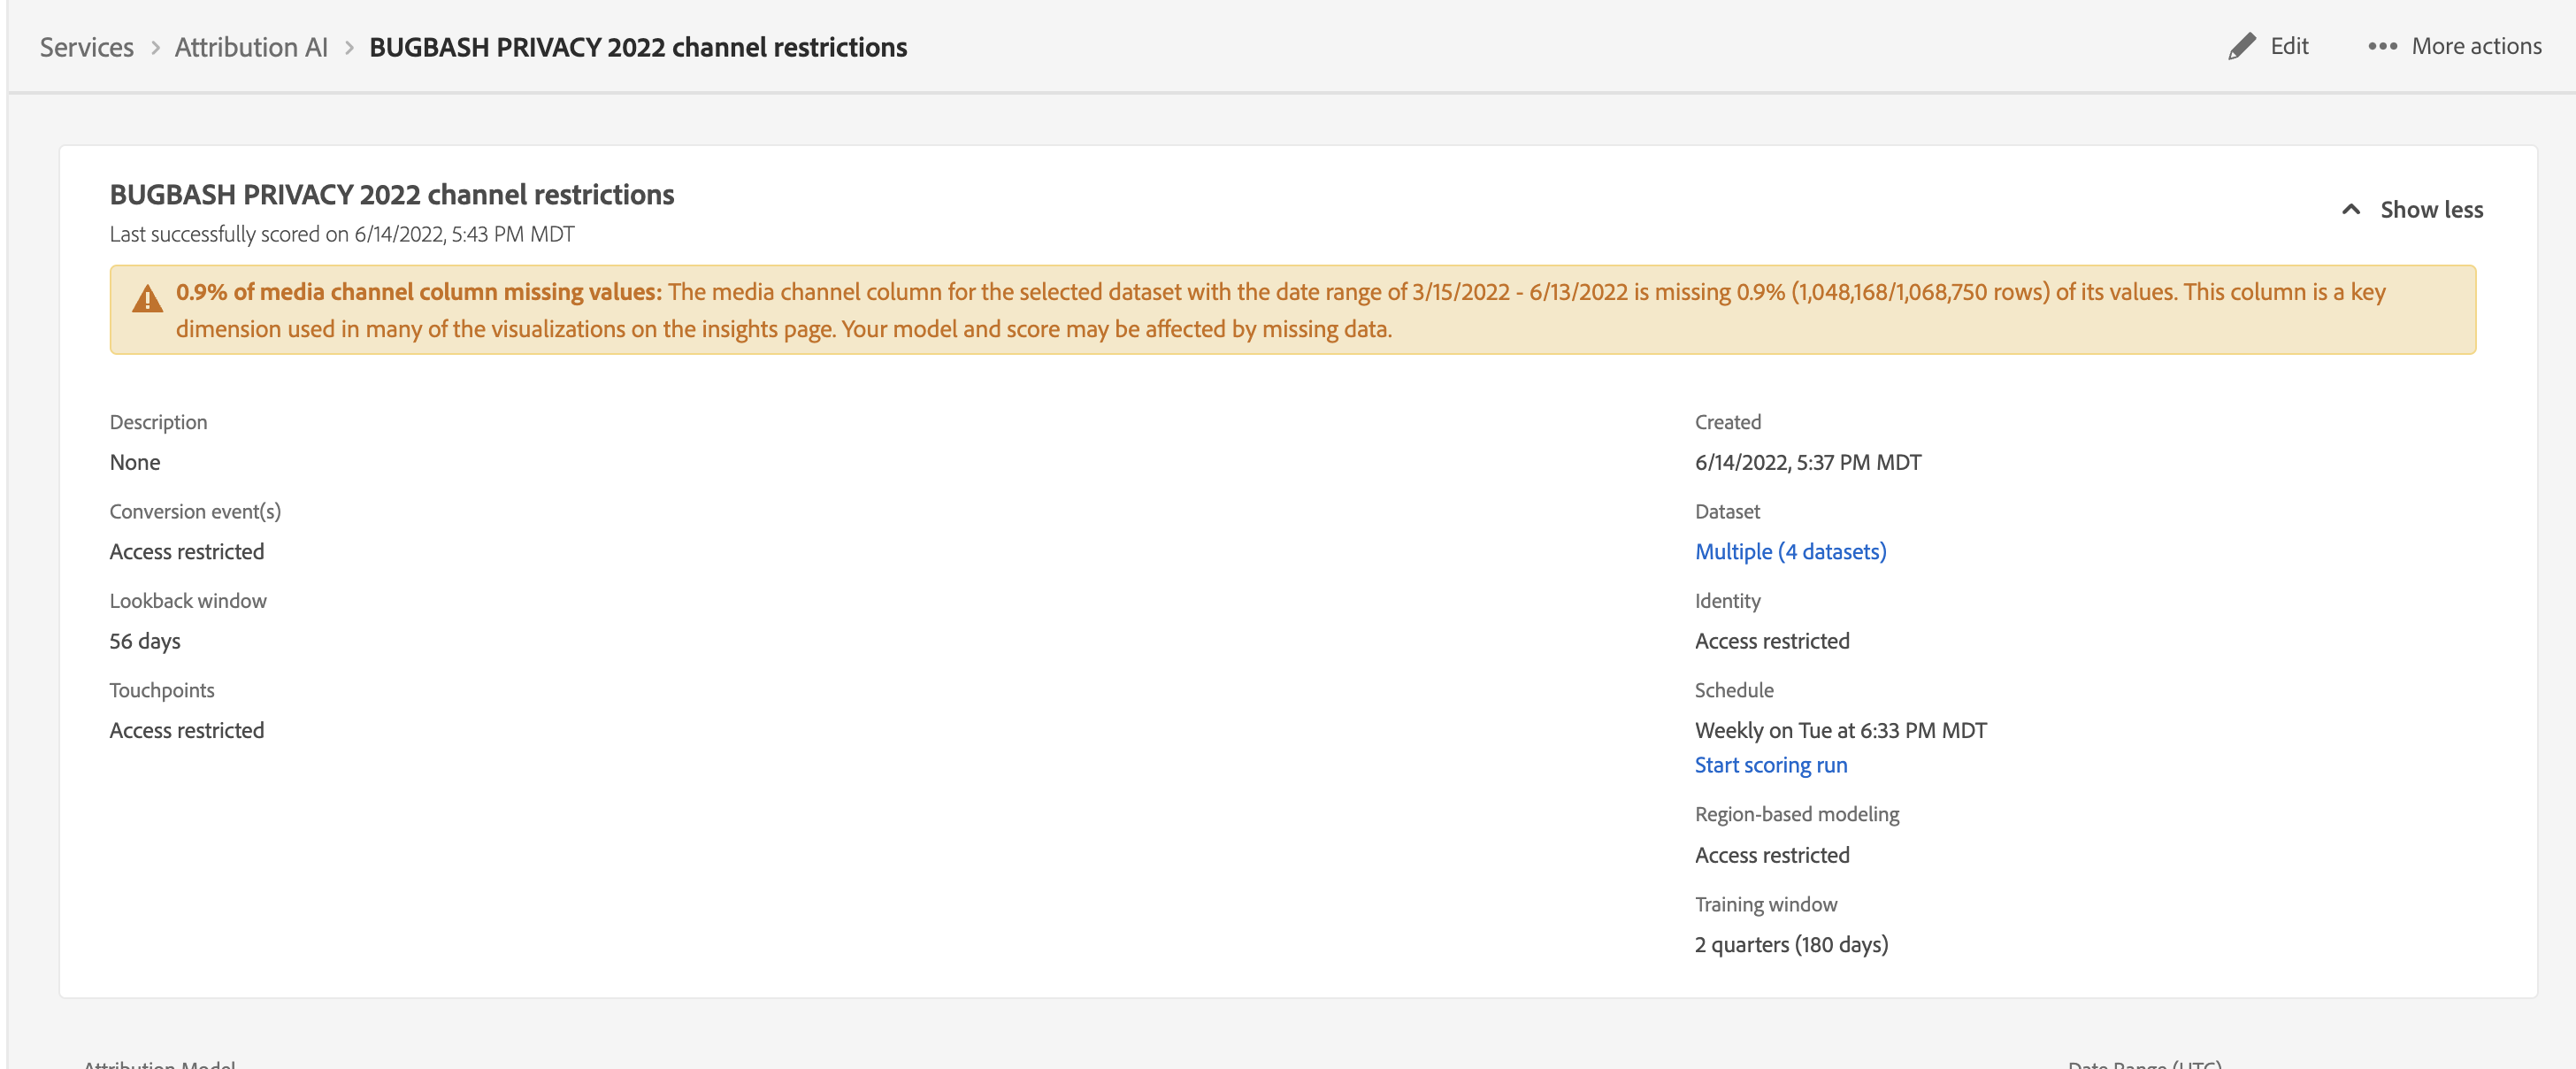 Services > Attribution AI > BUGBASH PRIVACY 2022 channel restrictions
Edit
••• More actions
BUGBASH PRIVACY 2022 channel restrictions
Show less
Last successfully scored on 6/14/2022, 5:43 PM MDT
0.9% of media channel column missing values: The media channel column for the selected dataset with the date range of 3/15/2022 - 6/13/2022 is missing 0.9% (1,048,168/1,068,750 rows) of its values. This column is a key
dimension used in many of the visualizations on the insights page. Your model and score may be affected by missing data.
Description
None
Conversion event(s)
Access restricted
Lookback window
56 days
Touchpoints
Access restricted
Created
6/14/2022, 5:37 PM MDT
Dataset
Multiple (4 datasets)
Identity
Access restricted
Schedule
Weekly on Tue at 6:33 PM MDT
Start scoring run
Region-based modeling
Access restricted
Training window
2 quarters (180 days)
Attribution Model
Date Range (UTC)